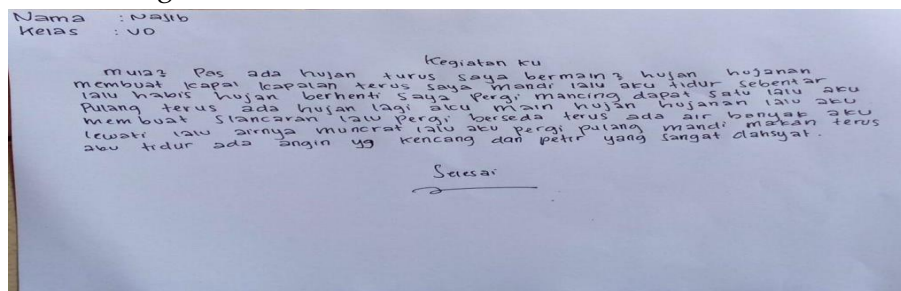 Nama : Najib
Kelas : VD
Kegiatan ku
mula2 Pas ada hujan turus saya bermain2 hujan hujanan
membuat kapal kapalan terus saya mandi lalu aku tidur sebentar
lalu habis hujan berhenti saya Pergi mancing dapat satu lalu aku
Pulang terus ada hujan lagi aku main hujan hujanan lalu aku
membuat Slancaran lalu pergi berseda terus ada air banyak aku
lewati lalu airnya muncrat lalu aku pergi pulang mandi makan terus
aku tidur ada angin yg kencang dan petir yang sangat dahsyat.
Selesai